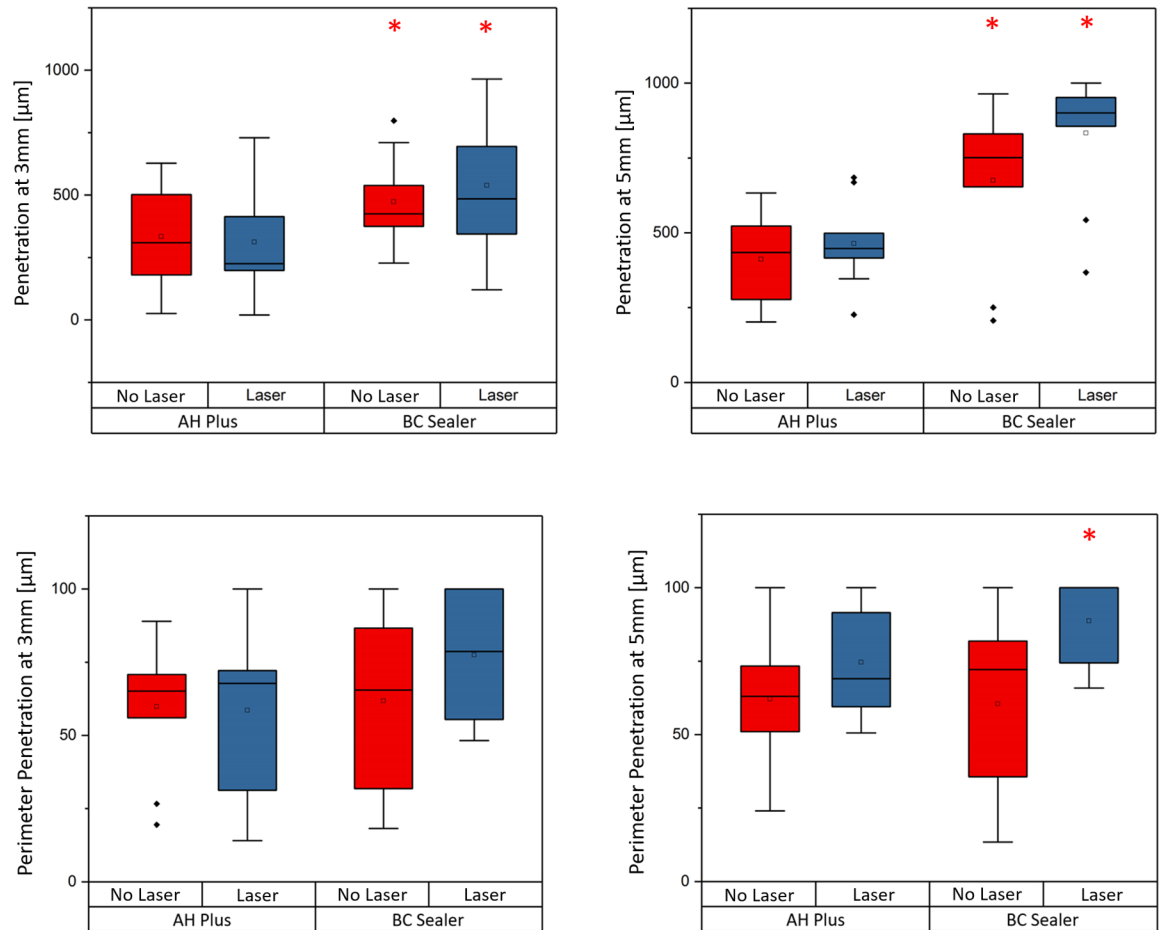 * *
Penetration at 3mm [µm]
1000
500
0
No Laser Laser No Laser Laser
AH Plus BC Sealer
* *
Penetration at 5mm [µm]
1000
500
0
No Laser Laser No Laser Laser
AH Plus BC Sealer
Perimeter Penetration at 3mm [µm]
100
50
0
No Laser Laser No Laser Laser
AH Plus BC Sealer
*
Perimeter Penetration at 5mm [µm]
100
50
0
No Laser Laser No Laser Laser
AH Plus BC Sealer